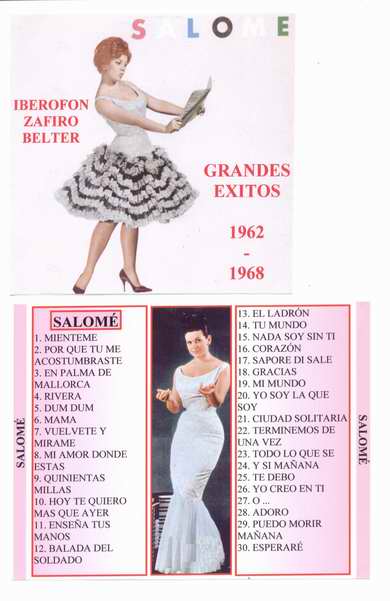 SALOME
IBEROFON
ZAFIRO
BELTER
GRANDES
EXITOS
1962
-
1968
SALOMÉ
SALOMÉ
1. MIENTEME
2. POR QUE TU ME
ACOSTUMBRASTE
3. EN PALMA DE
MALLORCA
4. RIVERA
5. DUM DUM
6. MAMA
7. VUELVETE Y
MIRAME
8. MI AMOR DONDE
ESTAS
9. QUINIENTAS
MILLAS
10. HOY TE QUIERO
MAS QUE AYER
11. ENSEÑA TUS
MANOS
12. BALADA DEL
SOLDADO
13. EL LADRÓN
14. TU MUNDO
15. NADA SOY SIN TI
16. CORAZÓN
17. SAPORE DI SALE
18. GRACIAS
19. MI MUNDO
20. YO SOY LA QUE
SOY
21. CIUDAD SOLITARIA
22. TERMINEMOS DE
UNA VEZ
23. TODO LO QUE SE
24. Y SI MAÑANA
25. TE DEBO
26. YO CREO EN TI
27. O ...
28. ADORO
29. PUEDO MORIR
MAÑANA
30. ESPERARÉ
SALOMÉ